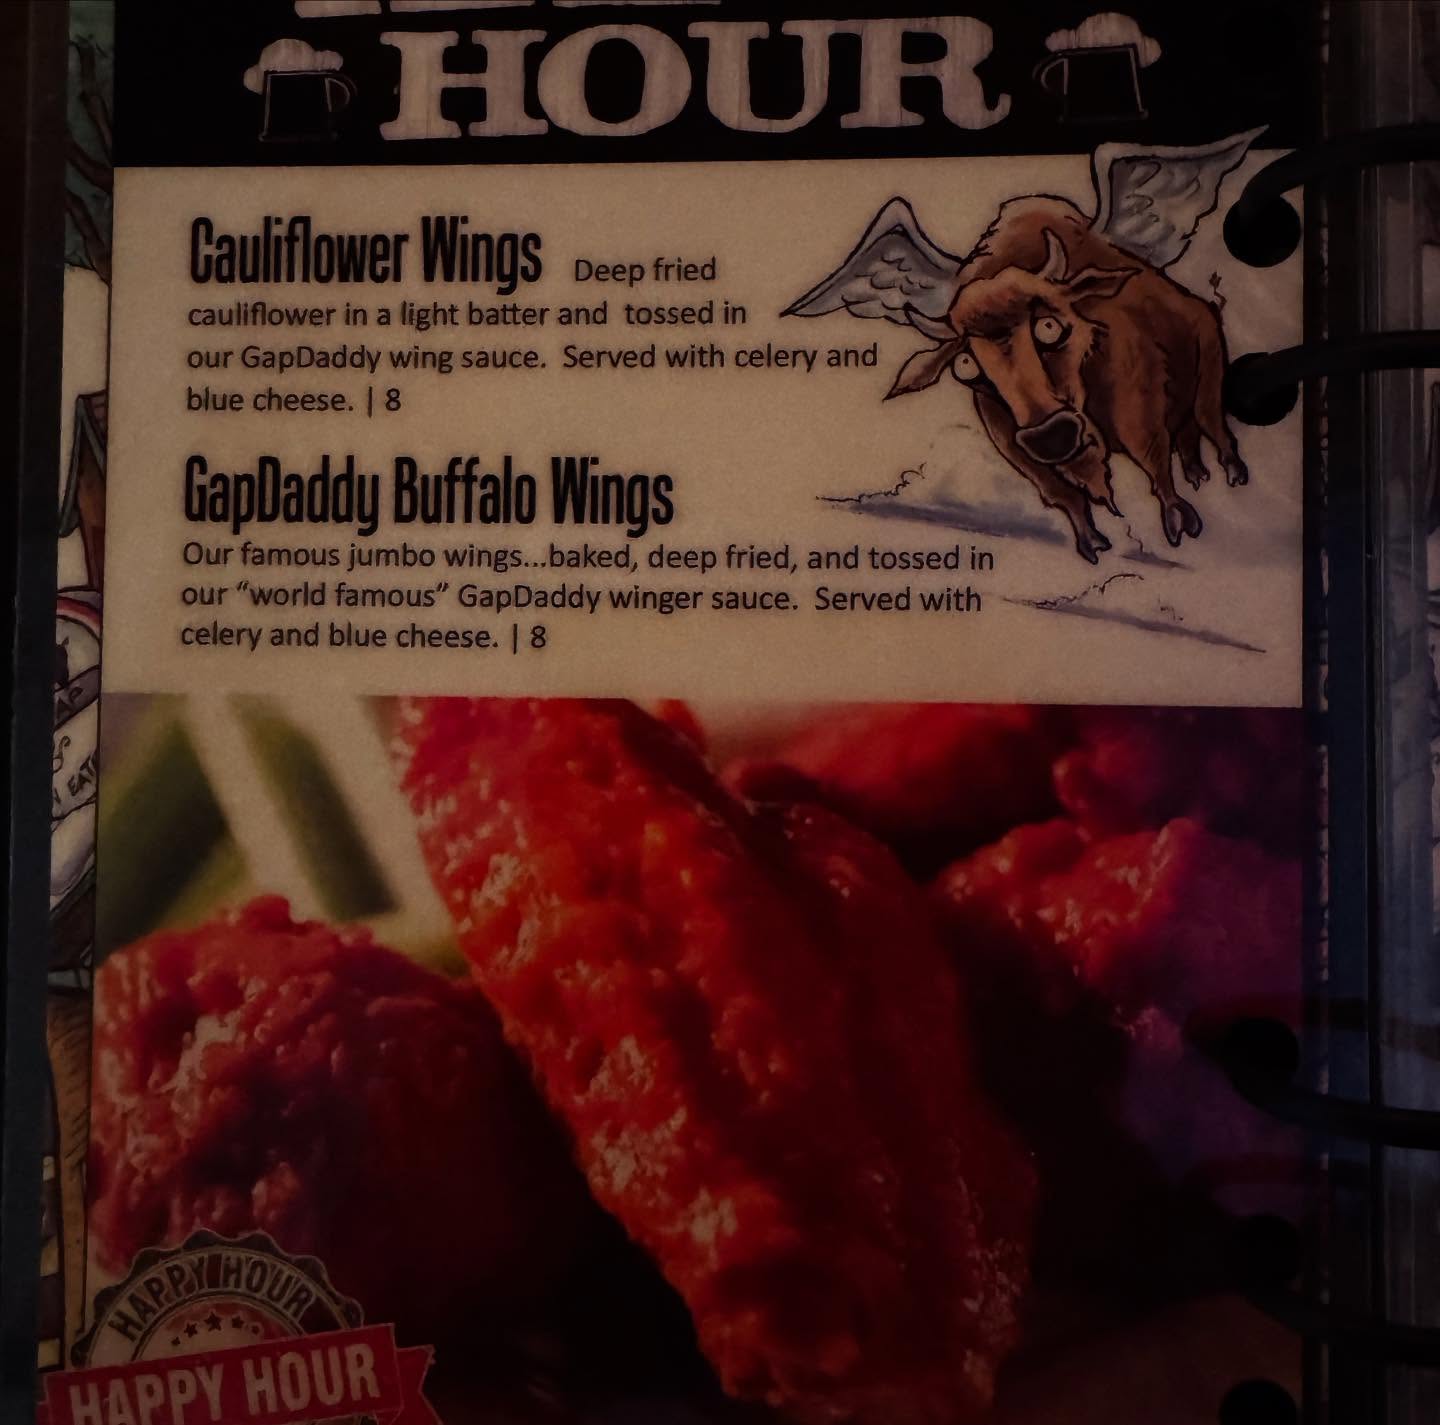 HOUR
Cauliflower Wings Deep fried
cauliflower in a light batter and tossed in
our GapDaddy wing sauce. Served with celery and
blue cheese. | 8
GapDaddy Buffalo Wings
Our famous jumbo wings...baked, deep fried, and tossed in
our “world famous” GapDaddy winger sauce. Served with
celery and blue cheese. | 8
HAPPY HOUR
HAPPY HOUR